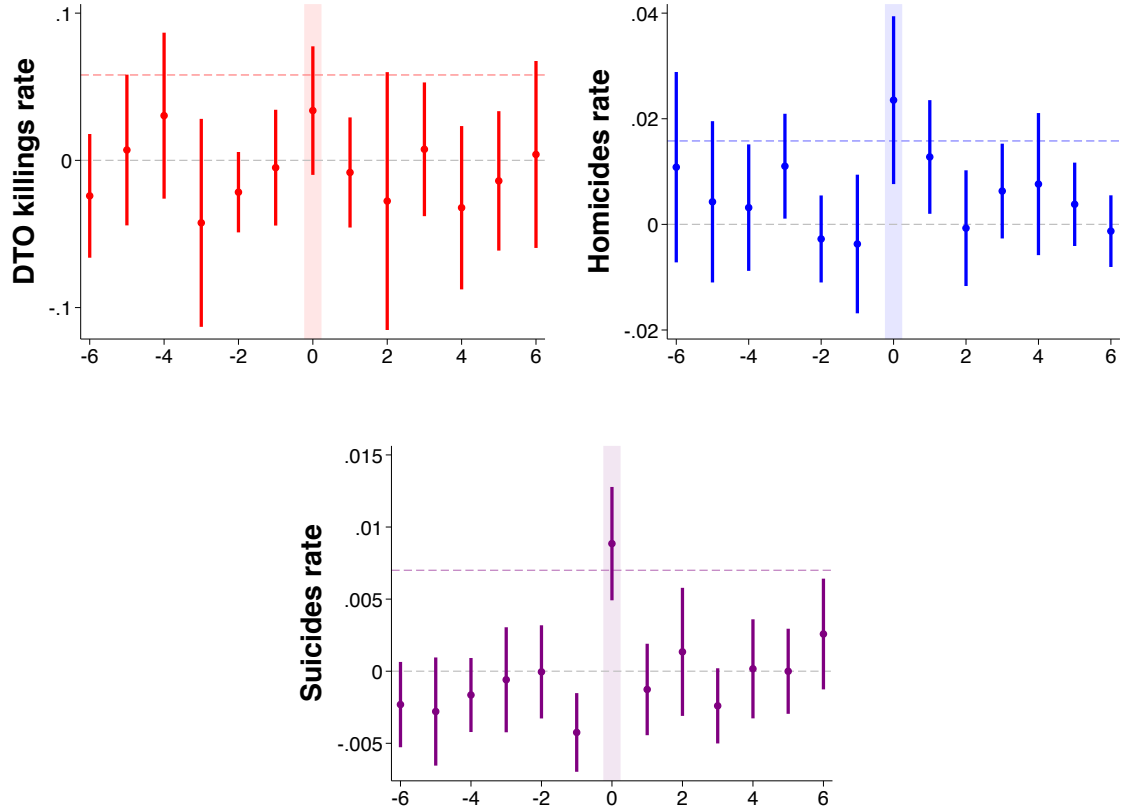 DTO killings rate
.1
0
-.1
-6 -4 -2 0 2 4 6
Homicides rate
.04
.02
0
-.02
-6 -4 -2 0 2 4 6
Suicides rate
.015
.01
.005
0
-.005
-6 -4 -2 0 2 4 6